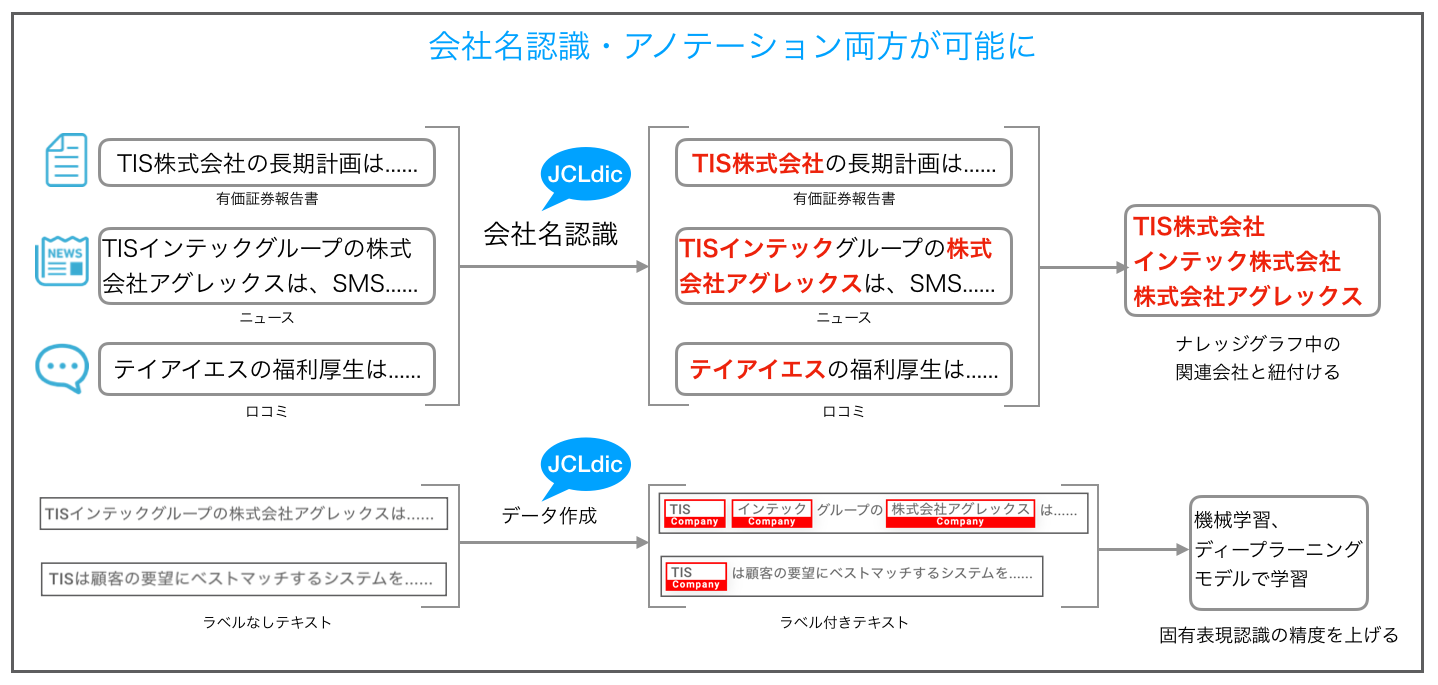 会社名認識・アノテーション両方が可能に
TIS株式会社の長期計画は......
有価証券報告書
NEWS
TISインテックグループの株式
会社アグレックスは、SMS......
ニュース
テイアイエスの福利厚生は......
口コミ
JCLdic
会社名認識
TIS株式会社の長期計画は......
有価証券報告書
TISインテックグループの株式
会社アグレックスは、SMS......
ニュース
テイアイエスの福利厚生は......
口コミ
TIS株式会社
インテック株式会社
株式会社アグレックス
ナレッジグラフ中の
関連会社と紐付ける
TISインテックグループの株式会社アグレックスは......
TISは顧客の要望にベストマッチするシステムを......
ラベルなしテキスト
JCLdic
データ作成
TIS インテック グループの 株式会社アグレックス は......
Company Company Company
TIS は顧客の要望にベストマッチするシステムを......
Company
ラベル付きテキスト
機械学習、
ディープラーニング
モデルで学習
固有表現認識の精度を上げる